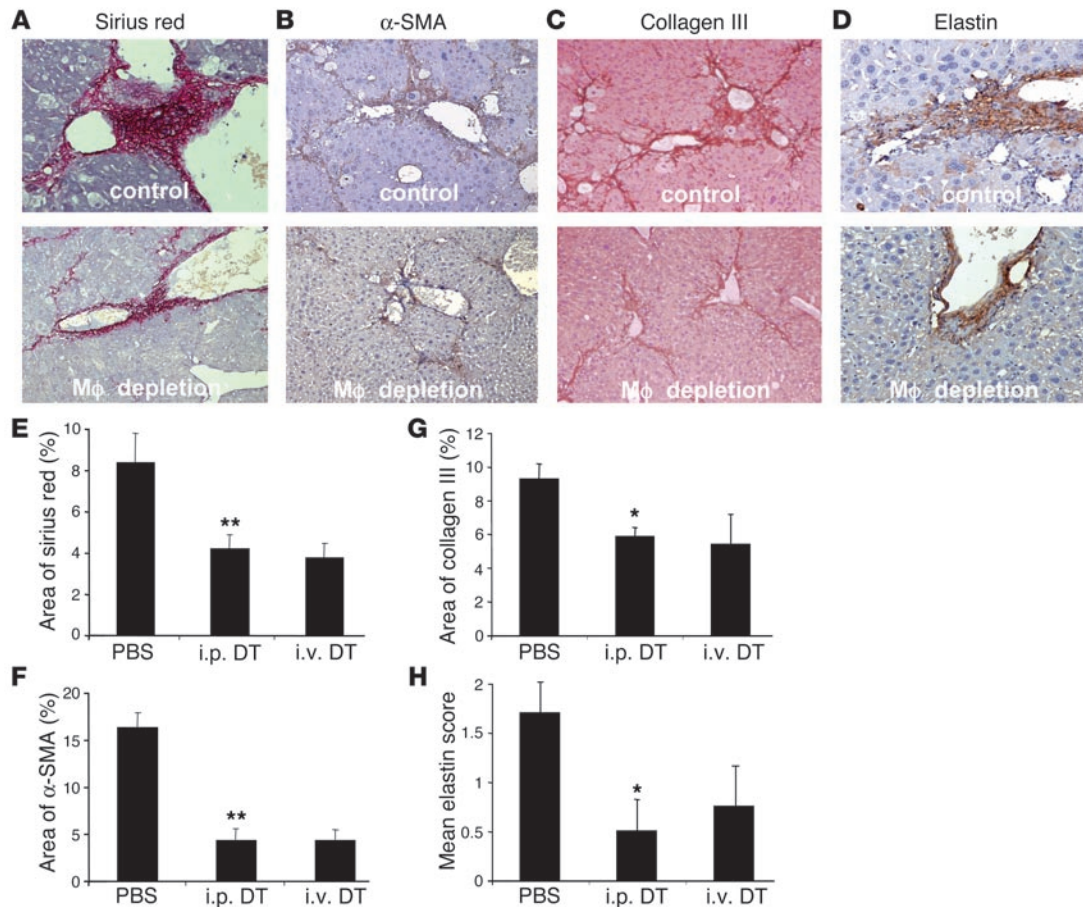 A Sirius red
B α-SMA
C Collagen III
D Elastin
control
control
control
control
Mϕ depletion
Mϕ depletion
Mϕ depletion
Mϕ depletion
E
Area of sirius red (%)
10
8
6
4
2
0
**
PBS i.p. DT i.v. DT
G
Area of collagen III (%)
12
10
8
6
4
2
0
*
PBS i.p. DT i.v. DT
F
Area of α-SMA (%)
20
15
10
5
0
**
PBS i.p. DT i.v. DT
H
Mean elastin score
2
1.5
1
0.5
0
*
PBS i.p. DT i.v. DT